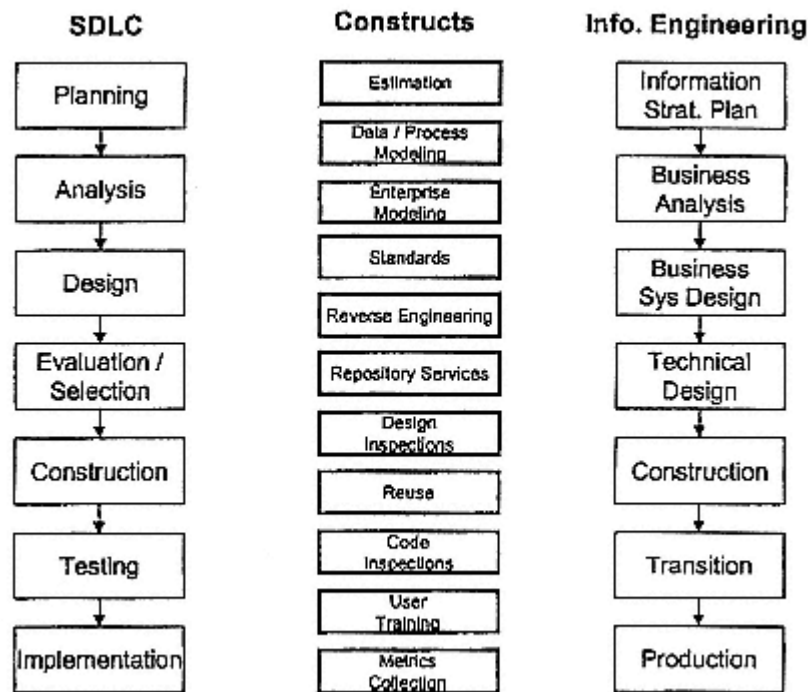 SDLC
Planning
Analysis
Design
Evaluation /
Selection
Construction
Testing
Implementation
Constructs
Estimation
Data / Process
Modeling
Enterprise
Modeling
Standards
Reverse Engineering
Repository Services
Design
Inspections
Reuse
Code
Inspections
User
Training
Metrics
Collection
Info. Engineering
Information
Strat. Plan
Business
Analysis
Business
Sys Design
Technical
Design
Construction
Transition
Production